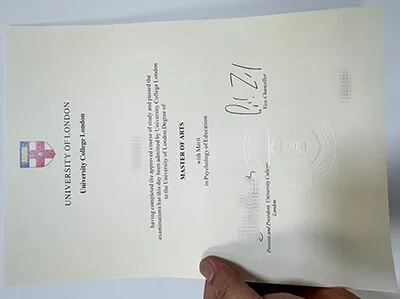 UNIVERSITY OF LONDON
University College London
having completed the approved course of study and passed the
examinations has this day been admitted by University College London
to the University of London Degree of
MASTER OF ARTS
with Merit
in Psychology of Education
Vice-Chancellor
Provost and President, University College
London